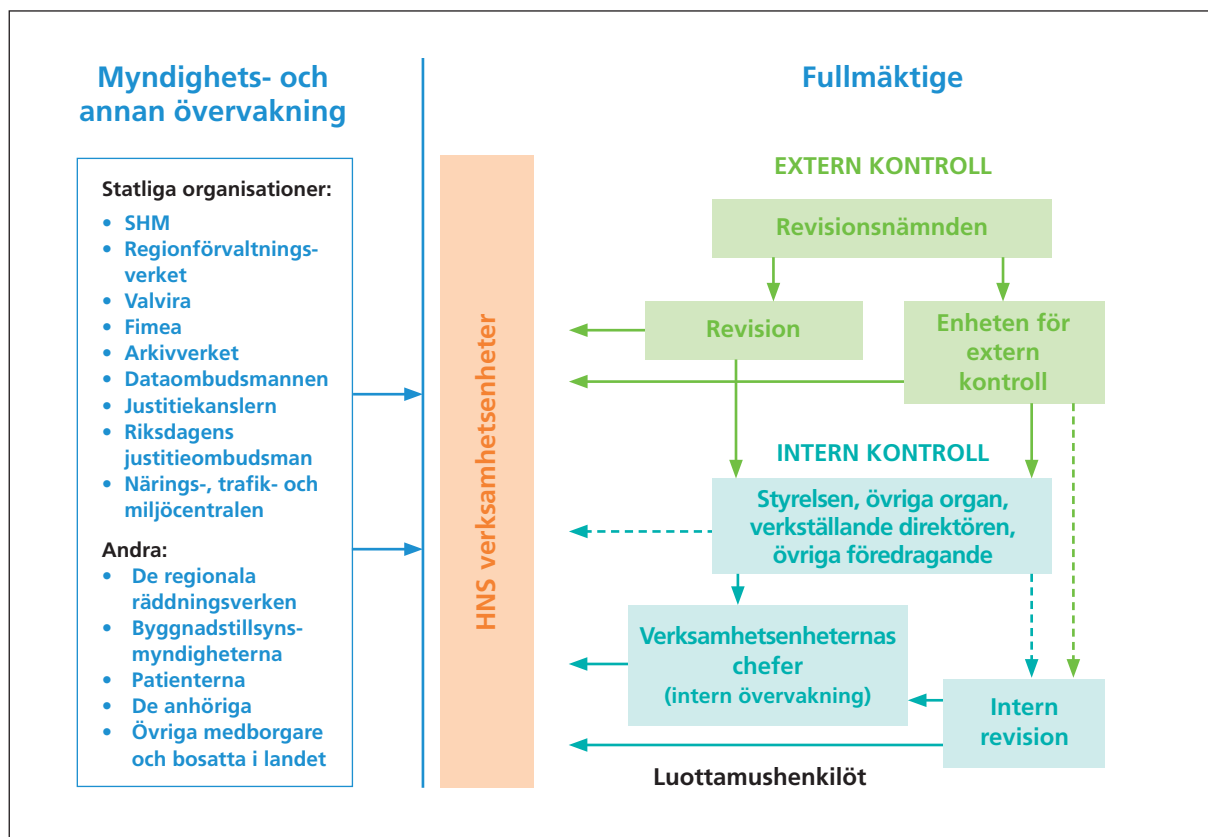 Myndighets- och
annan övervakning
Statliga organisationer:
• SHM
• Regionförvaltnings-
verket
• Valvira
• Fimea
• Arkivverket
• Dataombudsmannen
• Justitiekanslern
• Riksdagens
justitieombudsman
• Närings-, trafik- och
miljöcentralen
Andra:
• De regionala
räddningsverken
• Byggnadstillsyns-
myndigheterna
• Patienterna
• De anhöriga
• Övriga medborgare
och bosatta i landet
HNS verksamhetsenheter
Fullmäktige
EXTERN KONTROLL
Revisionsnämnden
Revision
Enheten för
extern
kontroll
INTERN KONTROLL
Styrelsen, övriga organ,
verkställande direktören,
övriga föredragande
Verksamhetsenheternas
chefer
(intern övervakning)
Intern
revision
Luottamushenkilöt